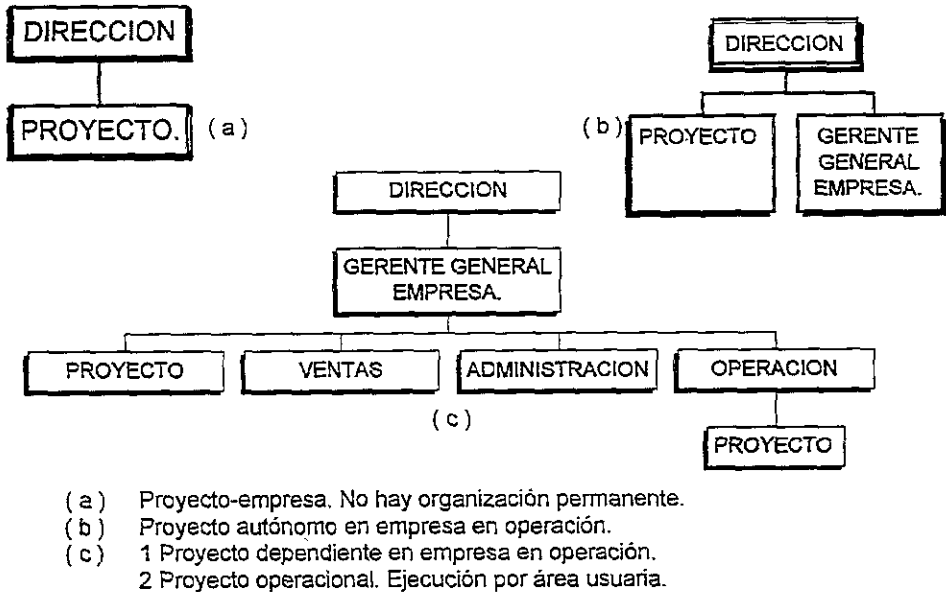 DIRECCION
PROYECTO.
( a )
DIRECCION
( b )
PROYECTO
GERENTE
GENERAL
EMPRESA.
DIRECCION
GERENTE GENERAL
EMPRESA.
PROYECTO
VENTAS
ADMINISTRACION
OPERACION
( c )
PROYECTO
( a ) Proyecto-empresa. No hay organización permanente.
( b ) Proyecto autónomo en empresa en operación.
( c ) 1 Proyecto dependiente en empresa en operación.
2 Proyecto operacional. Ejecución por área usuaria.